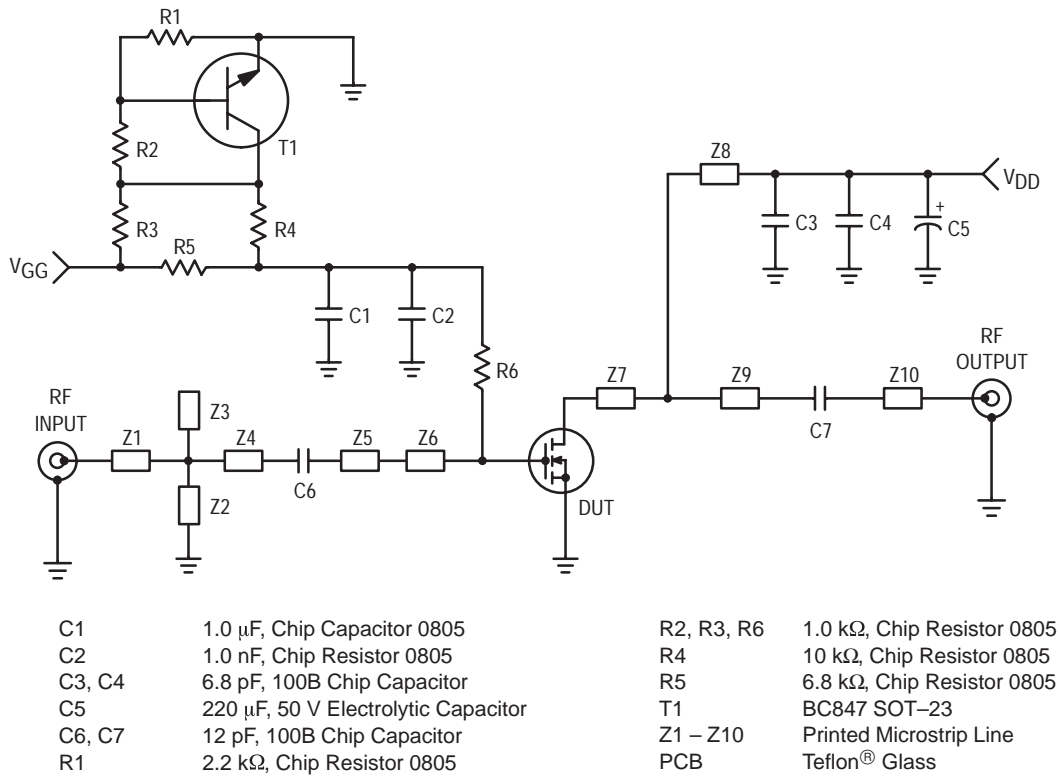 R1
T1
R2
R3
R4
R5
VGG
C1
C2
R6
Z8
VDD
C3
C4
+
C5
RF
INPUT
Z1
Z3
Z2
Z4
C6
Z5
Z6
DUT
Z7
Z9
C7
Z10
RF
OUTPUT
C1 1.0 μF, Chip Capacitor 0805
C2 1.0 nF, Chip Resistor 0805
C3, C4 6.8 pF, 100B Chip Capacitor
C5 220 μF, 50 V Electrolytic Capacitor
C6, C7 12 pF, 100B Chip Capacitor
R1 2.2 kΩ, Chip Resistor 0805
R2, R3, R6 1.0 kΩ, Chip Resistor 0805
R4 10 kΩ, Chip Resistor 0805
R5 6.8 kΩ, Chip Resistor 0805
T1 BC847 SOT–23
Z1 – Z10 Printed Microstrip Line
PCB Teflon® Glass